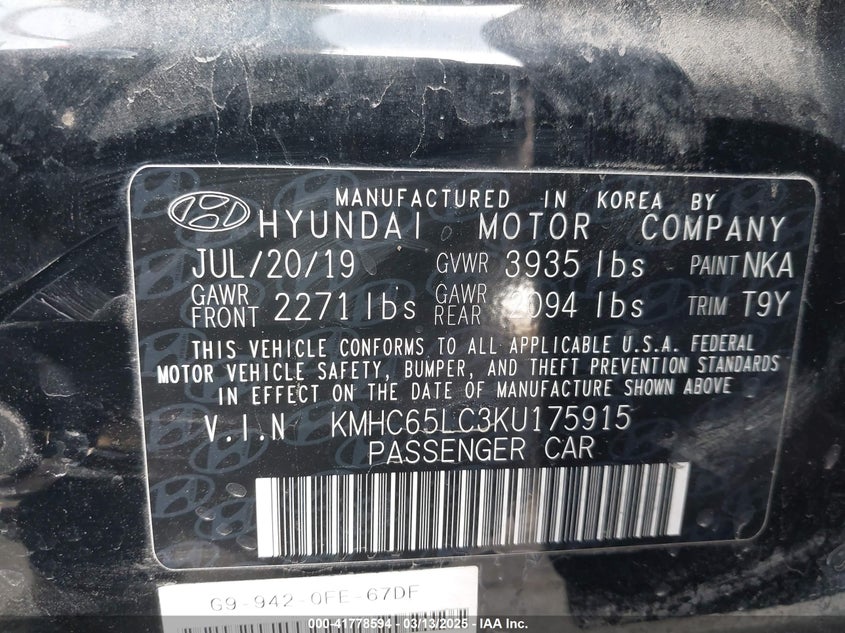 MANUFACTURED IN KOREA BY
HYUNDAI MOTOR COMPANY
JUL/20/19 GVWR 3935 lbs PAINT NKA
GAWR FRONT 2271 lbs GAWR REAR 2094 lbs TRIM T9Y
THIS VEHICLE CONFORMS TO ALL APPLICABLE U.S.A. FEDERAL
MOTOR VEHICLE SAFETY, BUMPER, AND THEFT PREVENTION STANDARDS
IN EFFECT ON THE DATE OF MANUFACTURE SHOWN ABOVE
V.I.N KMHC65LC3KU175915
PASSENGER CAR
G9-942-0FE-67DF
000-41778594 - 03/13/2025 - IAA Inc.